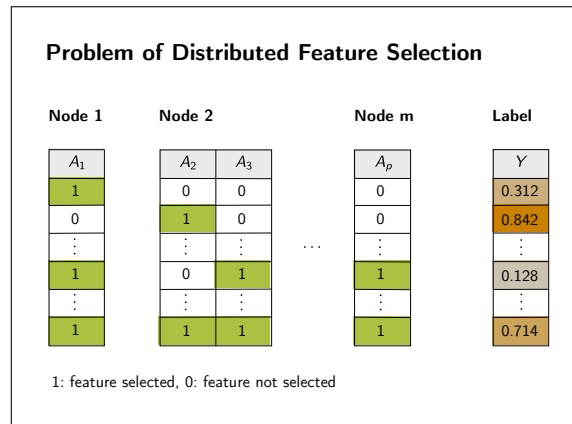 Problem of Distributed Feature Selection
Node 1 Node 2 Node m Label
A₁ A₂ A₃ Aₚ Y
1 0 0 0 0.312
0 1 0 0 0.842
⋮ ⋮ ⋮ ⋮ ⋮
...
1 0 1 1 0.128
⋮ ⋮ ⋮ ⋮ ⋮
1 1 1 1 0.714
1: feature selected, 0: feature not selected